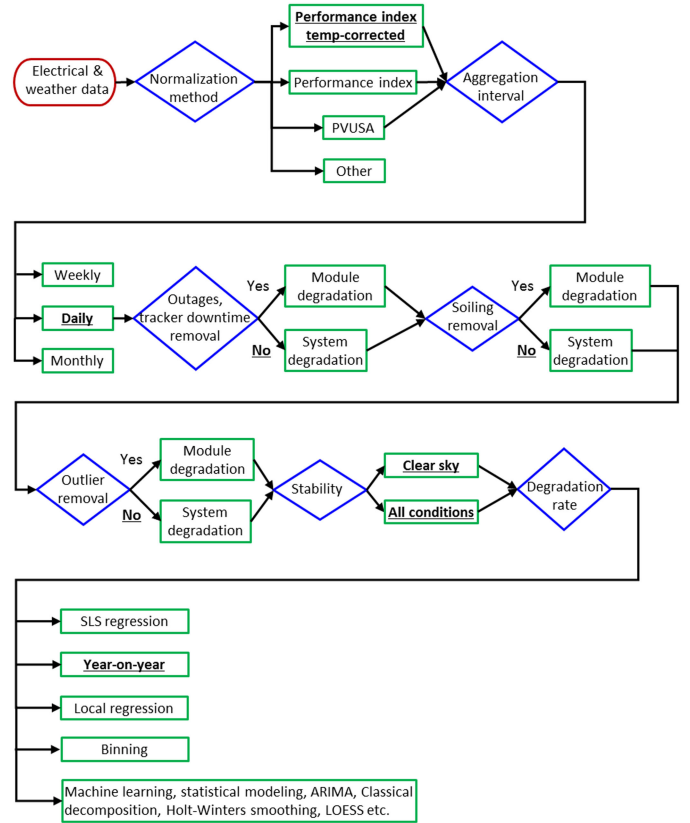 Electrical &
weather data
Normalization
method
Performance index
temp-corrected
Performance index
PVUSA
Other
Aggregation
interval
Weekly
Daily
Monthly
Outages,
tracker downtime
removal
Yes
No
Module
degradation
System
degradation
Soiling
removal
Yes
No
Module
degradation
System
degradation
Outlier
removal
Yes
No
Module
degradation
System
degradation
Stability
Clear sky
All conditions
Degradation
rate
SLS regression
Year-on-year
Local regression
Binning
Machine learning, statistical modeling, ARIMA, Classical
decomposition, Holt-Winters smoothing, LOESS etc.